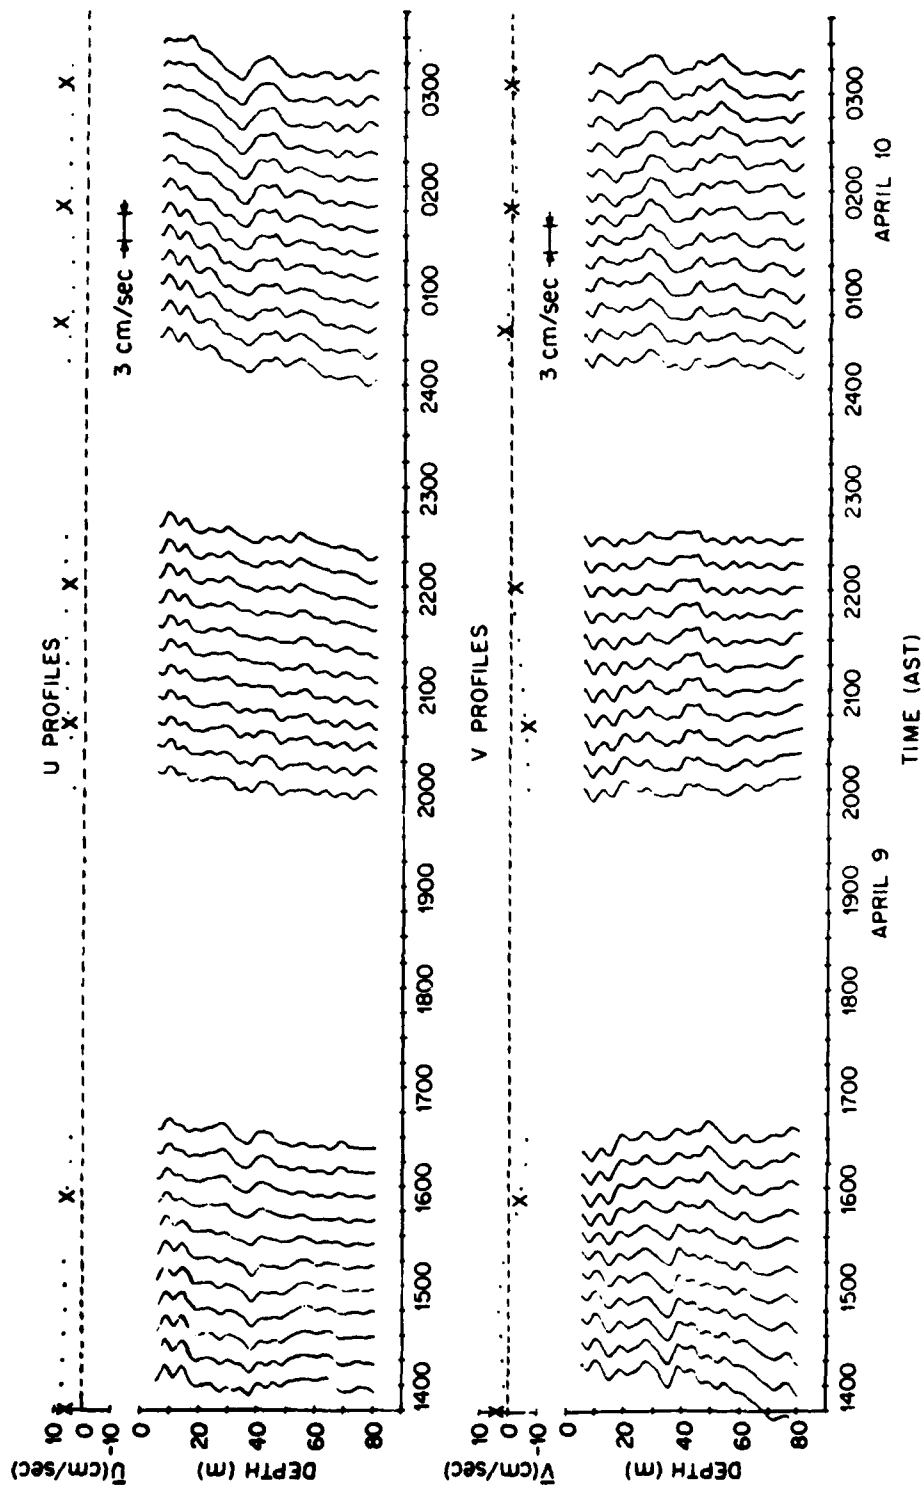 U PROFILES
10
0
-10
U̅(cm/sec)
3 cm/sec
0
20
40
60
80
DEPTH (m)
1400 1500 1600 1700 1800 1900 2000 2100 2200 2300 2400 0100 0200 0300
V PROFILES
10
0
-10
V̅(cm/sec)
3 cm/sec
0
20
40
60
80
DEPTH (m)
1400 1500 1600 1700 1800 1900 2000 2100 2200 2300 2400 0100 0200 0300
APRIL 9 APRIL 10
TIME (AST)